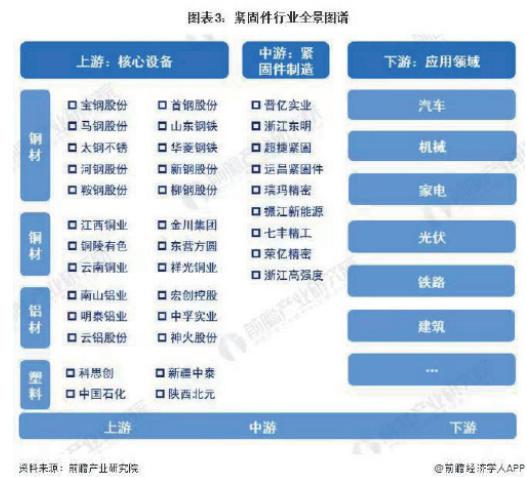 图表3：紧固件行业全景图谱
上游：核心设备
中游：紧
固件制造
下游：应用领域
钢
材
宝钢股份 首钢股份
马钢股份 山东钢铁
太钢不锈 华菱钢铁
河钢股份 新钢股份
鞍钢股份 柳钢股份
铜
材
江西铜业 金川集团
铜陵有色 东营方圆
云南铜业 祥光铜业
铝
材
南山铝业 宏创控股
明泰铝业 中孚实业
云铝股份 神火股份
塑
料
科思创 新疆中泰
中国石化 陕西北元
晋亿实业
浙江东明
超捷紧固
运昌紧固件
瑞玛精密
振江新能源
七丰精工
荣亿精密
浙江高强度
汽车
机械
家电
光伏
铁路
建筑
...
上游 中游 下游
资料来源：前瞻产业研究院
@前瞻经济学人APP
前瞻产业研究院